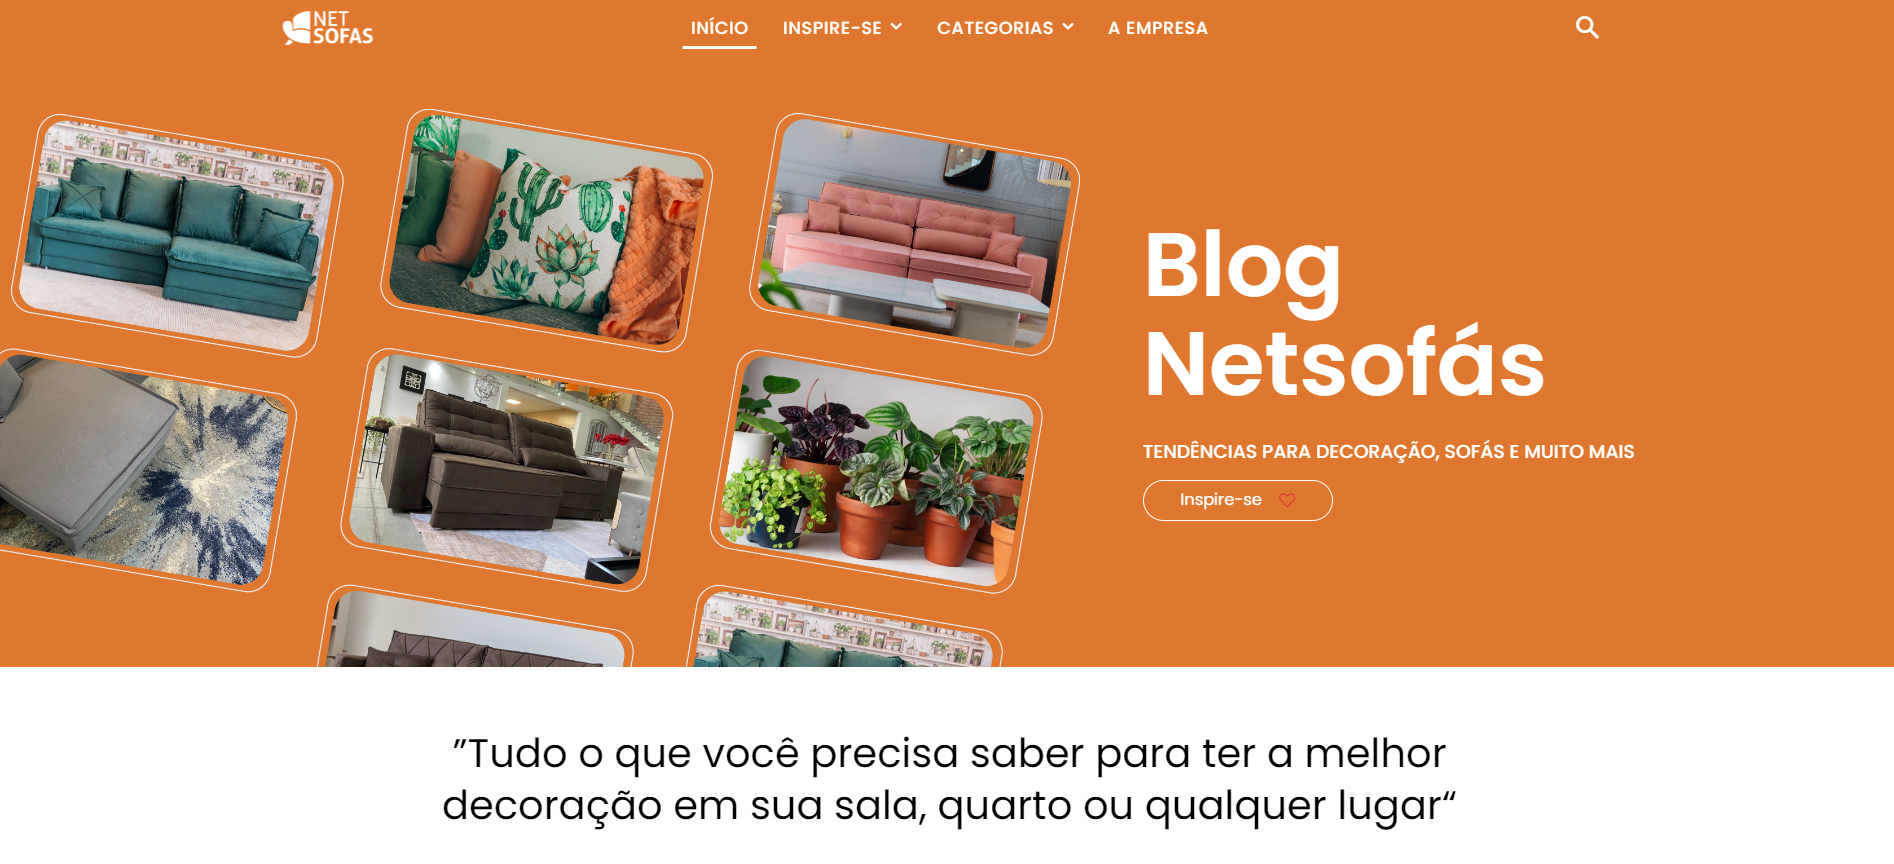 NET
SOFAS
INÍCIO
INSPIRE-SE
CATEGORIAS
A EMPRESA
Blog
Netsofás
TENDÊNCIAS PARA DECORAÇÃO, SOFÁS E MUITO MAIS
Inspire-se
”Tudo o que você precisa saber para ter a melhor
decoração em sua sala, quarto ou qualquer lugar“